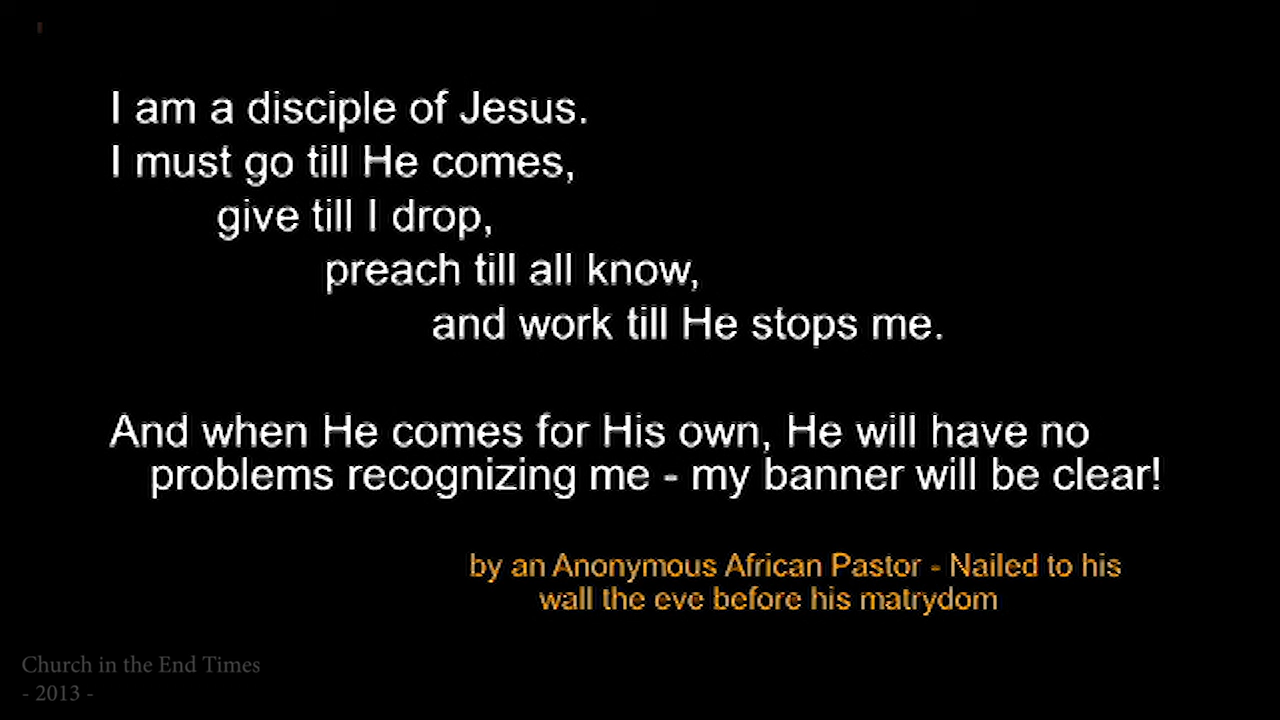 I am a disciple of Jesus.
I must go till He comes,
give till I drop,
preach till all know,
and work till He stops me.
And when He comes for His own, He will have no
problems recognizing me - my banner will be clear!
by an Anonymous African Pastor - Nailed to his
wall the eve before his matrydom
Church in the End Times
- 2013 -